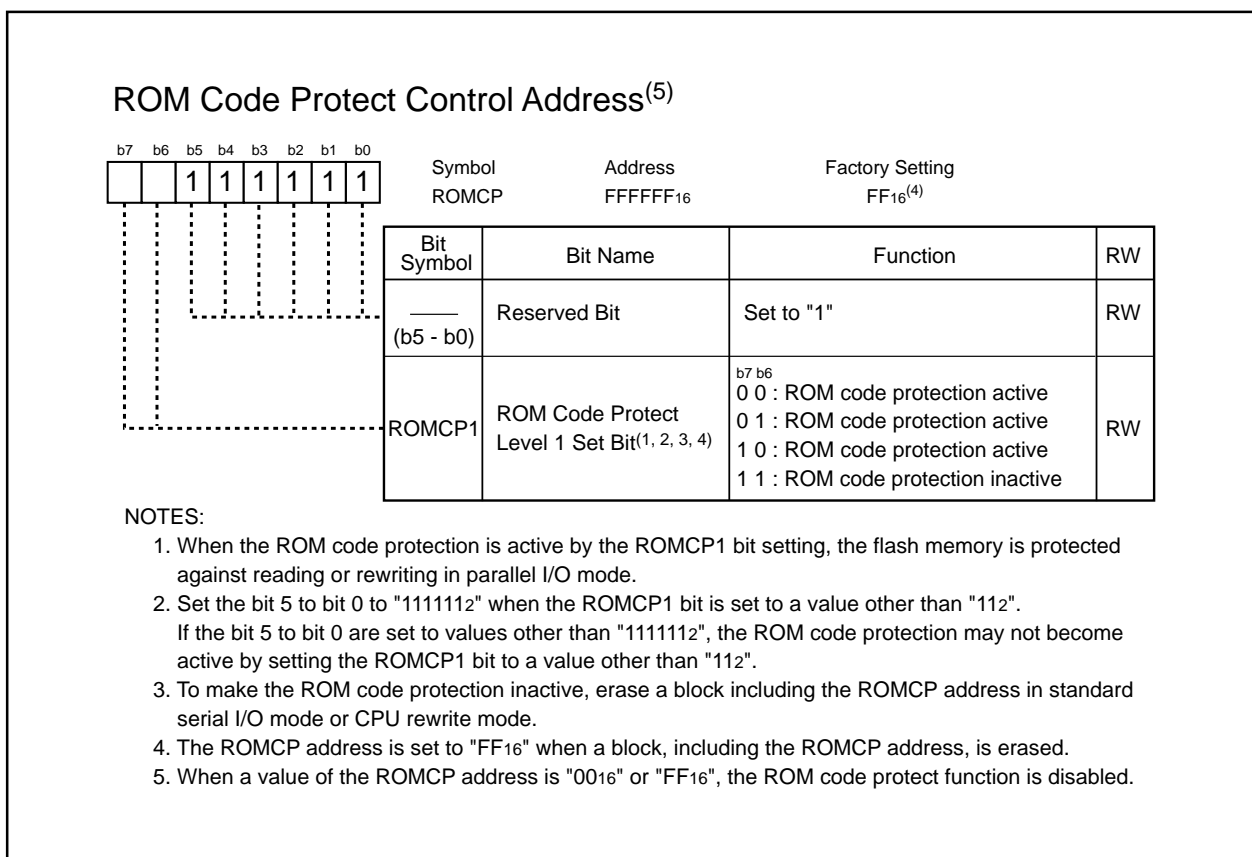 ROM Code Protect Control Address(5)
b7 b6 b5 b4 b3 b2 b1 b0
1 1 1 1 1 1
Symbol Address Factory Setting
ROMCP FFFFFF16 FF16(4)
Bit Symbol Bit Name Function RW
(b5 - b0) Reserved Bit Set to "1" RW
ROMCP1 ROM Code Protect Level 1 Set Bit(1, 2, 3, 4) RW
b7 b6
0 0 : ROM code protection active
0 1 : ROM code protection active
1 0 : ROM code protection active
1 1 : ROM code protection inactive
NOTES:
1. When the ROM code protection is active by the ROMCP1 bit setting, the flash memory is protected
against reading or rewriting in parallel I/O mode.
2. Set the bit 5 to bit 0 to "1111112" when the ROMCP1 bit is set to a value other than "112".
If the bit 5 to bit 0 are set to values other than "1111112", the ROM code protection may not become
active by setting the ROMCP1 bit to a value other than "112".
3. To make the ROM code protection inactive, erase a block including the ROMCP address in standard
serial I/O mode or CPU rewrite mode.
4. The ROMCP address is set to "FF16" when a block, including the ROMCP address, is erased.
5. When a value of the ROMCP address is "0016" or "FF16", the ROM code protect function is disabled.